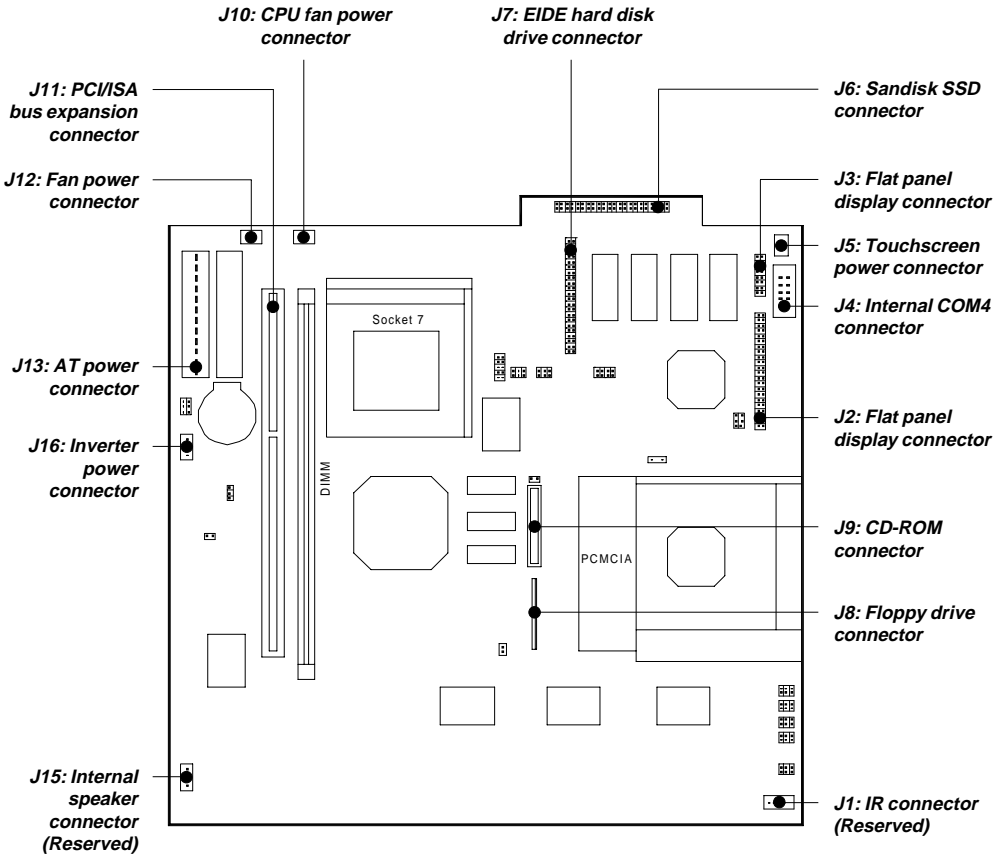 J10: CPU fan power
connector
J7: EIDE hard disk
drive connector
J11: PCI/ISA
bus expansion
connector
J12: Fan power
connector
J13: AT power
connector
J16: Inverter
power
connector
J15: Internal
speaker
connector
(Reserved)
Socket 7
DIMM
PCMCIA
J6: Sandisk SSD
connector
J3: Flat panel
display connector
J5: Touchscreen
power connector
J4: Internal COM4
connector
J2: Flat panel
display connector
J9: CD-ROM
connector
J8: Floppy drive
connector
J1: IR connector
(Reserved)